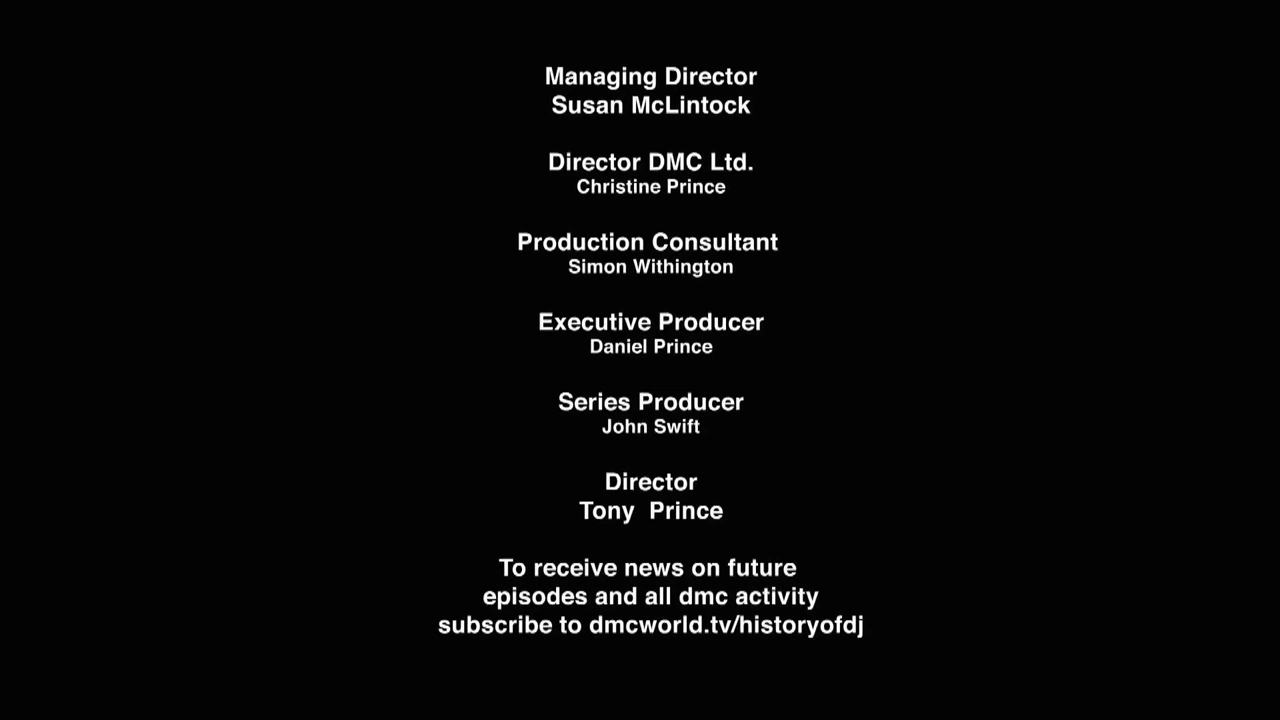 Managing Director
Susan McLintock
Director DMC Ltd.
Christine Prince
Production Consultant
Simon Withington
Executive Producer
Daniel Prince
Series Producer
John Swift
Director
Tony  Prince
To receive news on future
episodes and all dmc activity
subscribe to dmcworld.tv/historyofdj